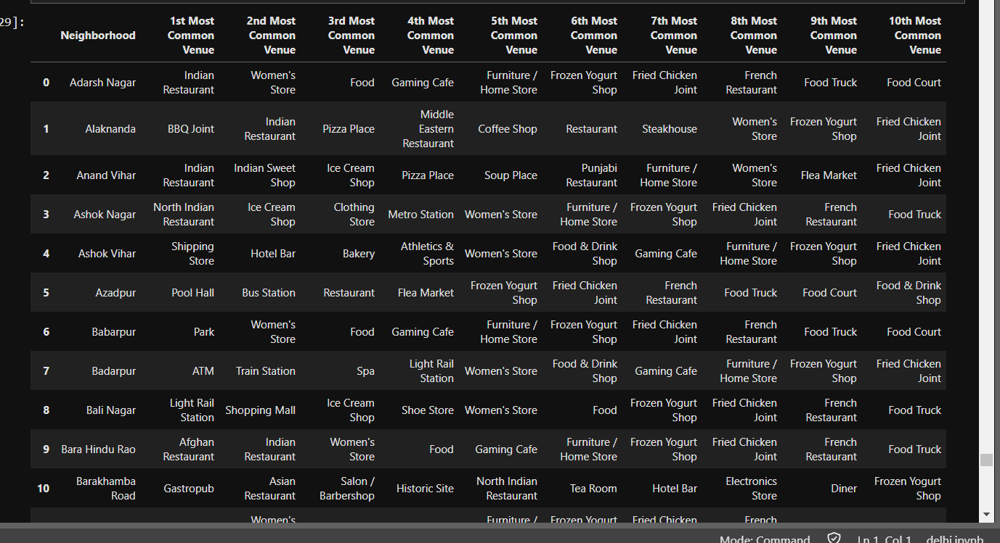 29]:
Neighborhood 1st Most Common Venue 2nd Most Common Venue 3rd Most Common Venue 4th Most Common Venue 5th Most Common Venue 6th Most Common Venue 7th Most Common Venue 8th Most Common Venue 9th Most Common Venue 10th Most Common Venue
0 Adarsh Nagar Indian Restaurant Women's Store Food Gaming Cafe Furniture / Home Store Frozen Yogurt Shop Fried Chicken Joint French Restaurant Food Truck Food Court
1 Alaknanda BBQ Joint Indian Restaurant Pizza Place Middle Eastern Restaurant Coffee Shop Restaurant Steakhouse Women's Store Frozen Yogurt Shop Fried Chicken Joint
2 Anand Vihar Indian Restaurant Indian Sweet Shop Ice Cream Shop Pizza Place Soup Place Punjabi Restaurant Furniture / Home Store Women's Store Flea Market Fried Chicken Joint
3 Ashok Nagar North Indian Restaurant Ice Cream Shop Clothing Store Metro Station Women's Store Furniture / Home Store Frozen Yogurt Shop Fried Chicken Joint French Restaurant Food Truck
4 Ashok Vihar Shipping Store Hotel Bar Bakery Athletics & Sports Women's Store Food & Drink Shop Gaming Cafe Furniture / Home Store Frozen Yogurt Shop Fried Chicken Joint
5 Azadpur Pool Hall Bus Station Restaurant Flea Market Frozen Yogurt Shop Fried Chicken Joint French Restaurant Food Truck Food Court Food & Drink Shop
6 Babarpur Park Women's Store Food Gaming Cafe Furniture / Home Store Frozen Yogurt Shop Fried Chicken Joint French Restaurant Food Truck Food Court
7 Badarpur ATM Train Station Spa Light Rail Station Women's Store Food & Drink Shop Gaming Cafe Furniture / Home Store Frozen Yogurt Shop Fried Chicken Joint
8 Bali Nagar Light Rail Station Shopping Mall Ice Cream Shop Shoe Store Women's Store Food Frozen Yogurt Shop Fried Chicken Joint French Restaurant Food Truck
9 Bara Hindu Rao Afghan Restaurant Indian Restaurant Women's Store Food Gaming Cafe Furniture / Home Store Frozen Yogurt Shop Fried Chicken Joint French Restaurant Food Truck
10 Barakhamba Road Gastropub Asian Restaurant Salon / Barbershop Historic Site North Indian Restaurant Tea Room Hotel Bar Electronics Store Diner Frozen Yogurt Shop
Women's Furniture / Frozen Yogurt Fried Chicken French
Mode: Command Ln 1, Col 1 delhi.ipynb